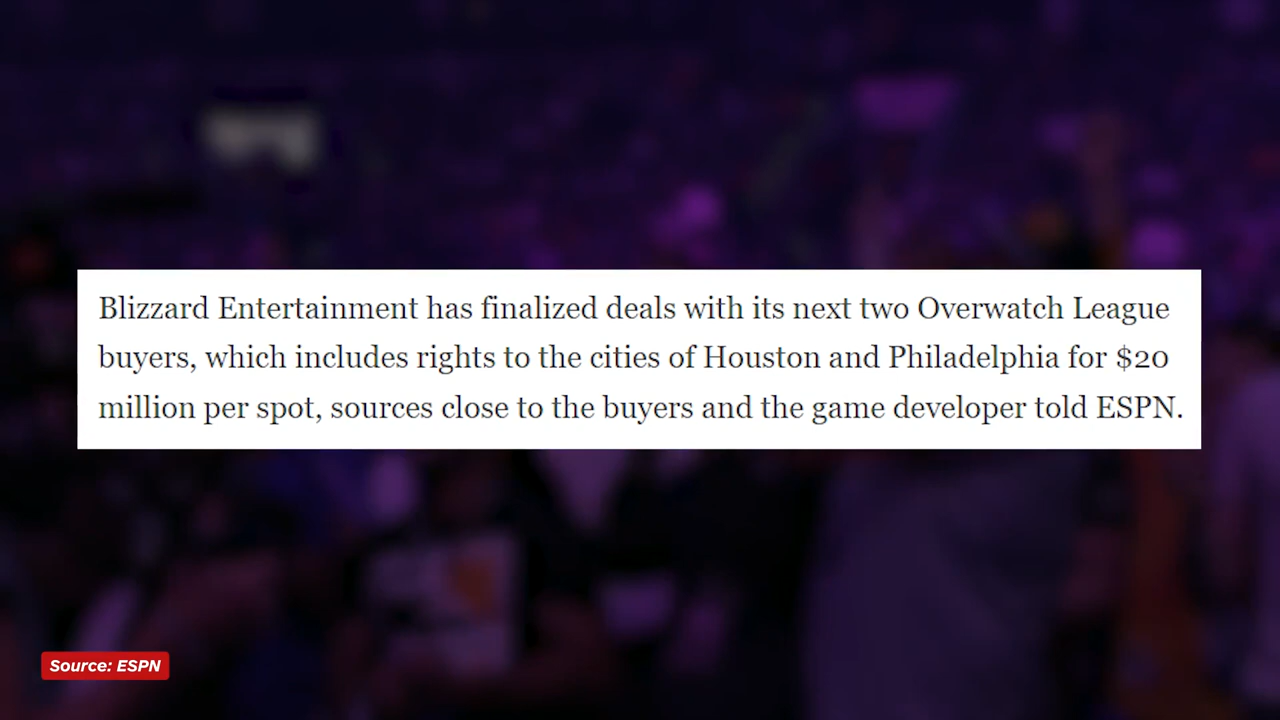 Blizzard Entertainment has finalized deals with its next two Overwatch League
buyers, which includes rights to the cities of Houston and Philadelphia for $20
million per spot, sources close to the buyers and the game developer told ESPN.
Source: ESPN